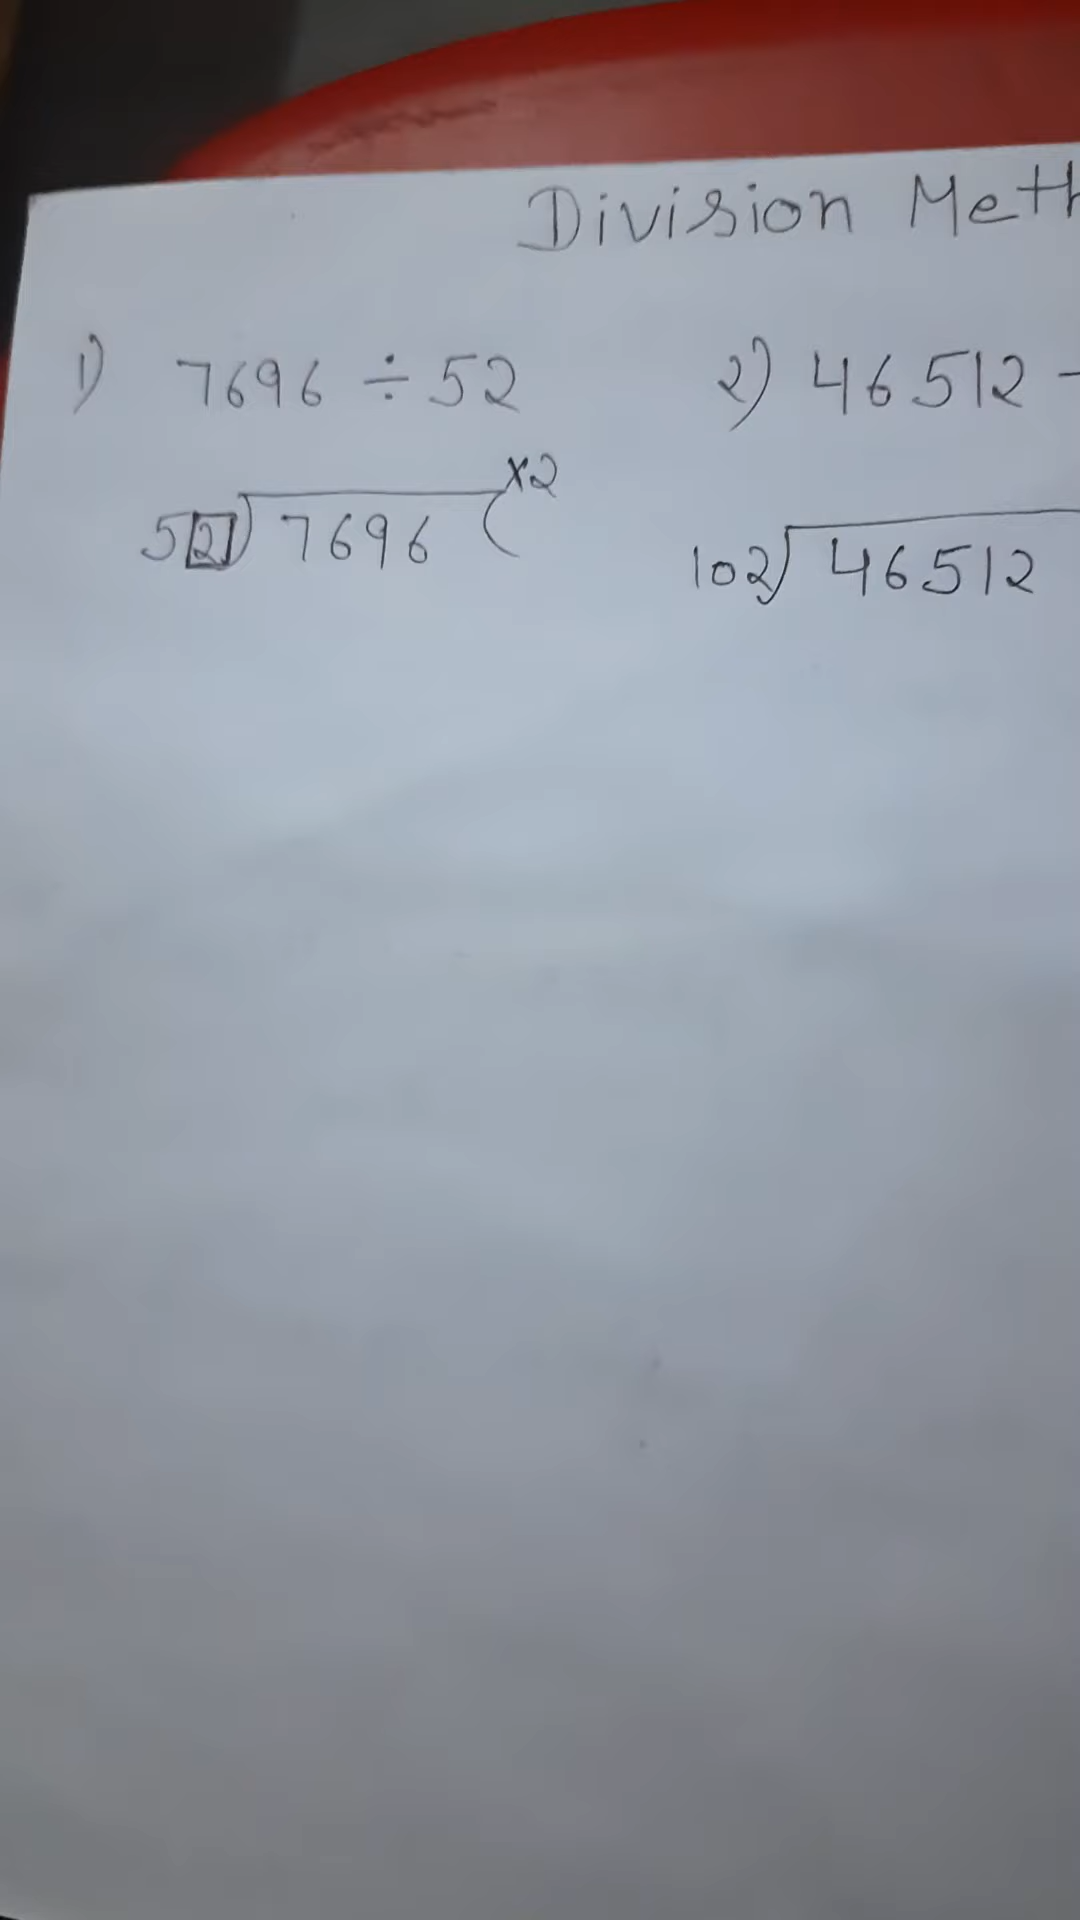 Division Meth
1) 7696 ÷ 52
2) 46512 -
×2
52) 7696 (
102) 46512